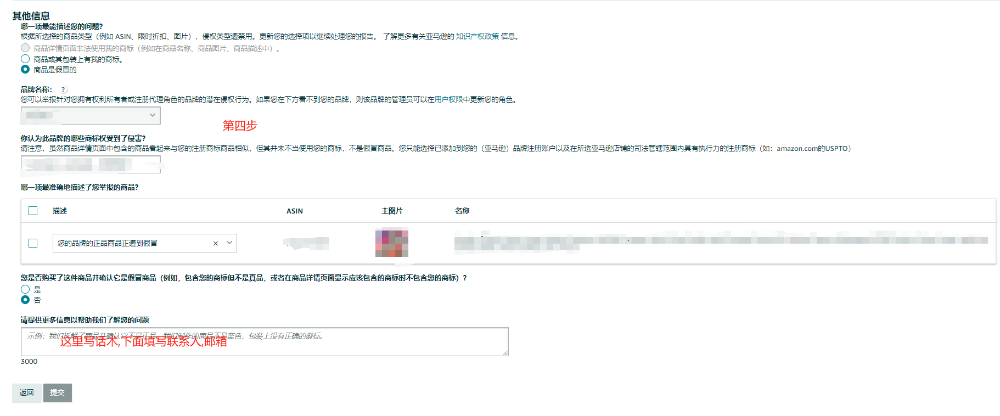 其他信息
哪一项最能描述您的问题？
根据所选择的商品类型（例如 ASIN、限时折扣、图片），侵权类型遭禁用。更新您的选择项以继续处理您的报告。 了解更多有关亚马逊的 知识产权政策 信息。
商品详情页面非法使用我的商标（例如在商品名称、商品图片、商品描述中）。
商品或其包装上有我的商标。
商品是假冒的
品牌名称： ?
您可以举报针对您拥有权利所有者或注册代理角色的品牌的潜在侵权行为。如果您在下方看不到您的品牌，则该品牌的管理员可以在用户权限中更新您的角色。
第四步
你认为此品牌的哪些商标权受到了侵害？
请注意，虽然商品详情页面中包含的商品看起来与您的注册商标商品相似，但其并未不当使用您的商标，不是假冒商品。您只能选择已添加到您的（亚马逊）品牌注册账户以及在所选亚马逊店铺的司法管辖范围内具有执行力的注册商标（如：amazon.com的USPTO）
哪一项最准确地描述了您举报的商品？
描述 ASIN 主图片 名称
您的品牌的正品商品正遭到假冒
您是否购买了这件商品并确认它是假冒商品（例如，包含您的商标但不是真品，或者在商品详情页面显示应该包含的商标时不包含您的商标）？
是
否
请提供更多信息以帮助我们了解您的问题
示例：我们拆解了商品并确认它不是正品。我们制作的商品不是蓝色，包装上没有正确的徽标。
这里写话术,下面填写联系人,邮箱
3000
返回 提交